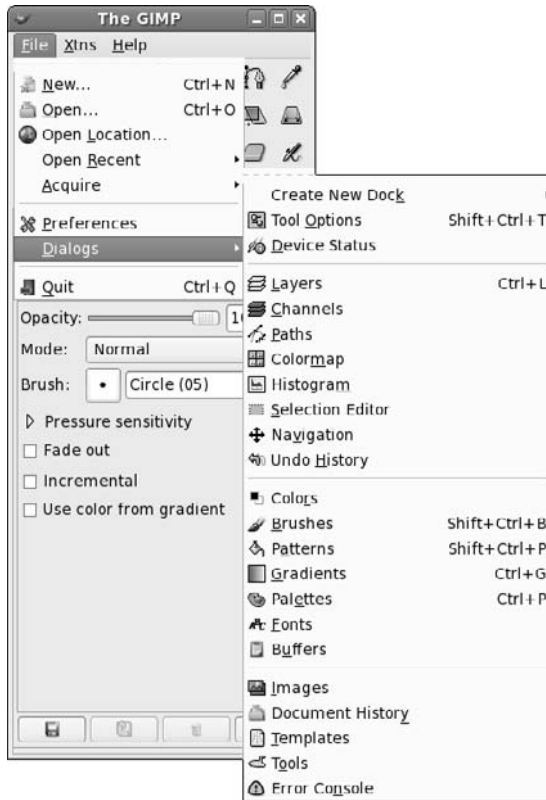 The GIMP
File Xtns Help
New... Ctrl+N
Open... Ctrl+O
Open Location...
Open Recent
Acquire
Preferences
Dialogs
Quit Ctrl+Q
Create New Dock
Tool Options Shift+Ctrl+T
Device Status
Layers Ctrl+L
Channels
Paths
Colormap
Histogram
Selection Editor
Navigation
Undo History
Colors
Brushes Shift+Ctrl+B
Patterns Shift+Ctrl+P
Gradients Ctrl+G
Palettes Ctrl+P
Fonts
Buffers
Images
Document History
Templates
Tools
Error Console
Opacity:
Mode: Normal
Brush: Circle (05)
Pressure sensitivity
Fade out
Incremental
Use color from gradient